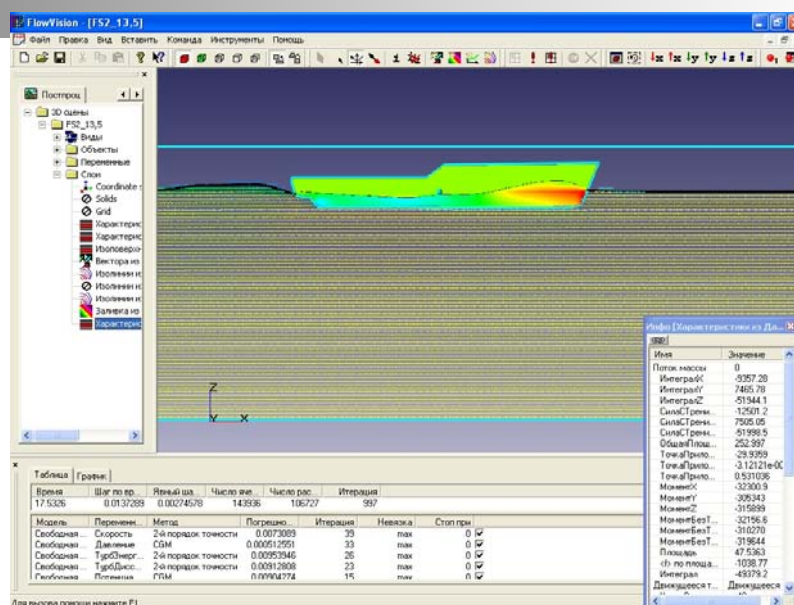 FlowVision - [FS2_13,5]
Файл Правка Вид Вставить Команда Инструменты Помощь
Постпроц
3D сцены
FS2_13,5
Виды
Объекты
Переменные
Слои
Coordinate s
Solids
Grid
Характерис
Характерис
Изоповерхн
Вектора из
Изолинии из
Изолинии из
Изолинии из
Заливка из
Характерис
Z
Y X
Инфо [Характеристики из Да...
Имя Значение
Поток массы 0
ИнтегралX -9357.28
ИнтегралY 7465.78
ИнтегралZ -51944.1
СилаСТрени... -12501.2
СилаСТрени... 7505.05
СилаСТрени... -51998.5
ОбщаяПлощ... 252.997
ТочкаПрило... -29.9359
ТочкаПрило... -3.12121e-00
ТочкаПрило... 0.531036
МоментX -32300.9
МоментY -305343
МоментZ -315899
МоментБезТ... -32156.6
МоментБезТ... -310270
МоментБезТ... -319644
Площадь 47.5363
<f> по площа... -1038.77
Интеграл -49379.2
Движущееся т... Движущееся
Таблица График
Время Шаг по вр... Явный ша... Число яче... Число рас... Итерация
17.5326 0.0137289 0.00274578 143936 106727 997
Модель Переменн... Метод Погрешно... Итерация Невязка Стоп при
Свободная ... Скорость 2-й порядок точности 0.0073089 39 max 0
Свободная ... Давление CGM 0.000512551 33 max 0
Свободная ... ТурбЭнерг... 2-й порядок точности 0.00953946 26 max 0
Свободная ... ТурбДисс... 2-й порядок точности 0.00912808 23 max 0
Свободная ... Потенциа CGM 0.00904274 15 max 0
Для вызова помощи нажмите F1